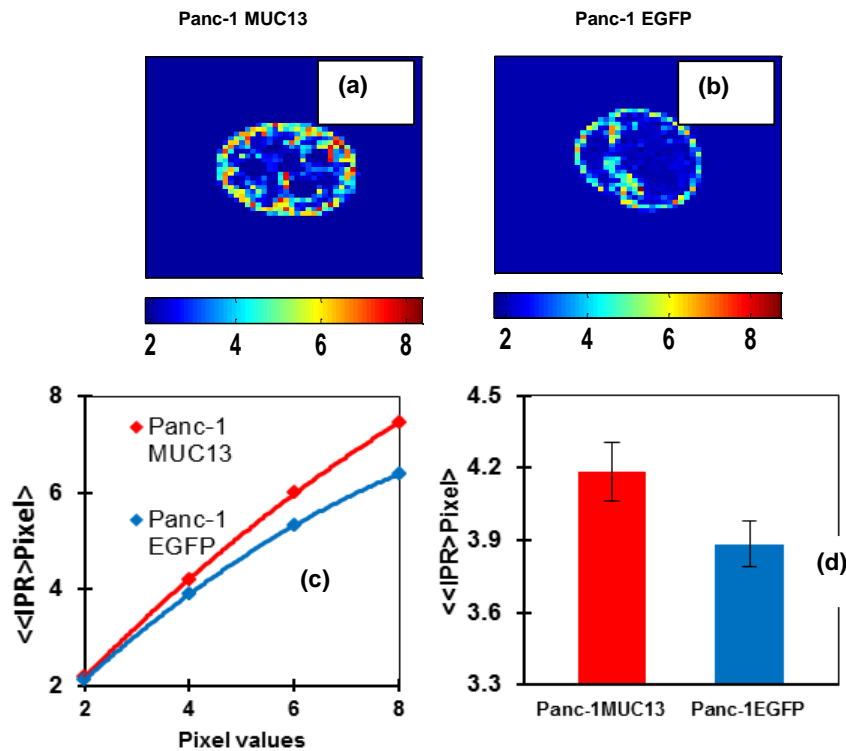 Panc-1 MUC13
Panc-1 EGFP
(a)
(b)
2 4 6 8
2 4 6 8
8
6
4
2
<<IPR>Pixel>
Panc-1
MUC13
Panc-1
EGFP
(c)
2 4 6 8
Pixel values
4.5
4.2
3.9
3.6
3.3
<<IPR>Pixel>
(d)
Panc-1MUC13 Panc-1EGFP